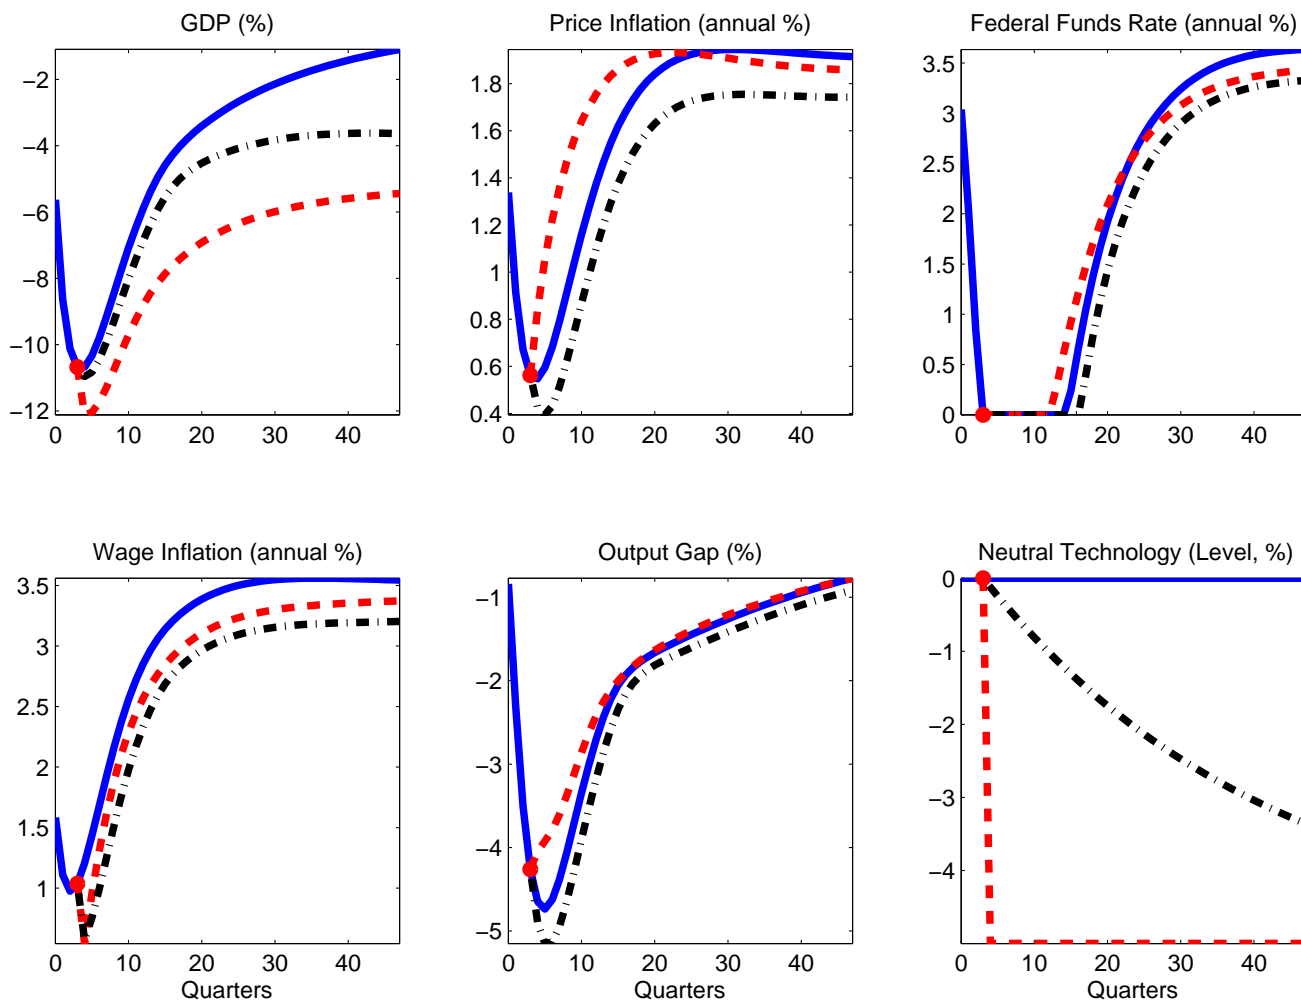 GDP (%)
−2
−4
−6
−8
−10
−12
0 10 20 30 40
Price Inflation (annual %)
1.8
1.6
1.4
1.2
1
0.8
0.6
0.4
0 10 20 30 40
Federal Funds Rate (annual %)
3.5
3
2.5
2
1.5
1
0.5
0
0 10 20 30 40
Wage Inflation (annual %)
3.5
3
2.5
2
1.5
1
0 10 20 30 40
Quarters
Output Gap (%)
−1
−2
−3
−4
−5
0 10 20 30 40
Quarters
Neutral Technology (Level, %)
0
−1
−2
−3
−4
0 10 20 30 40
Quarters